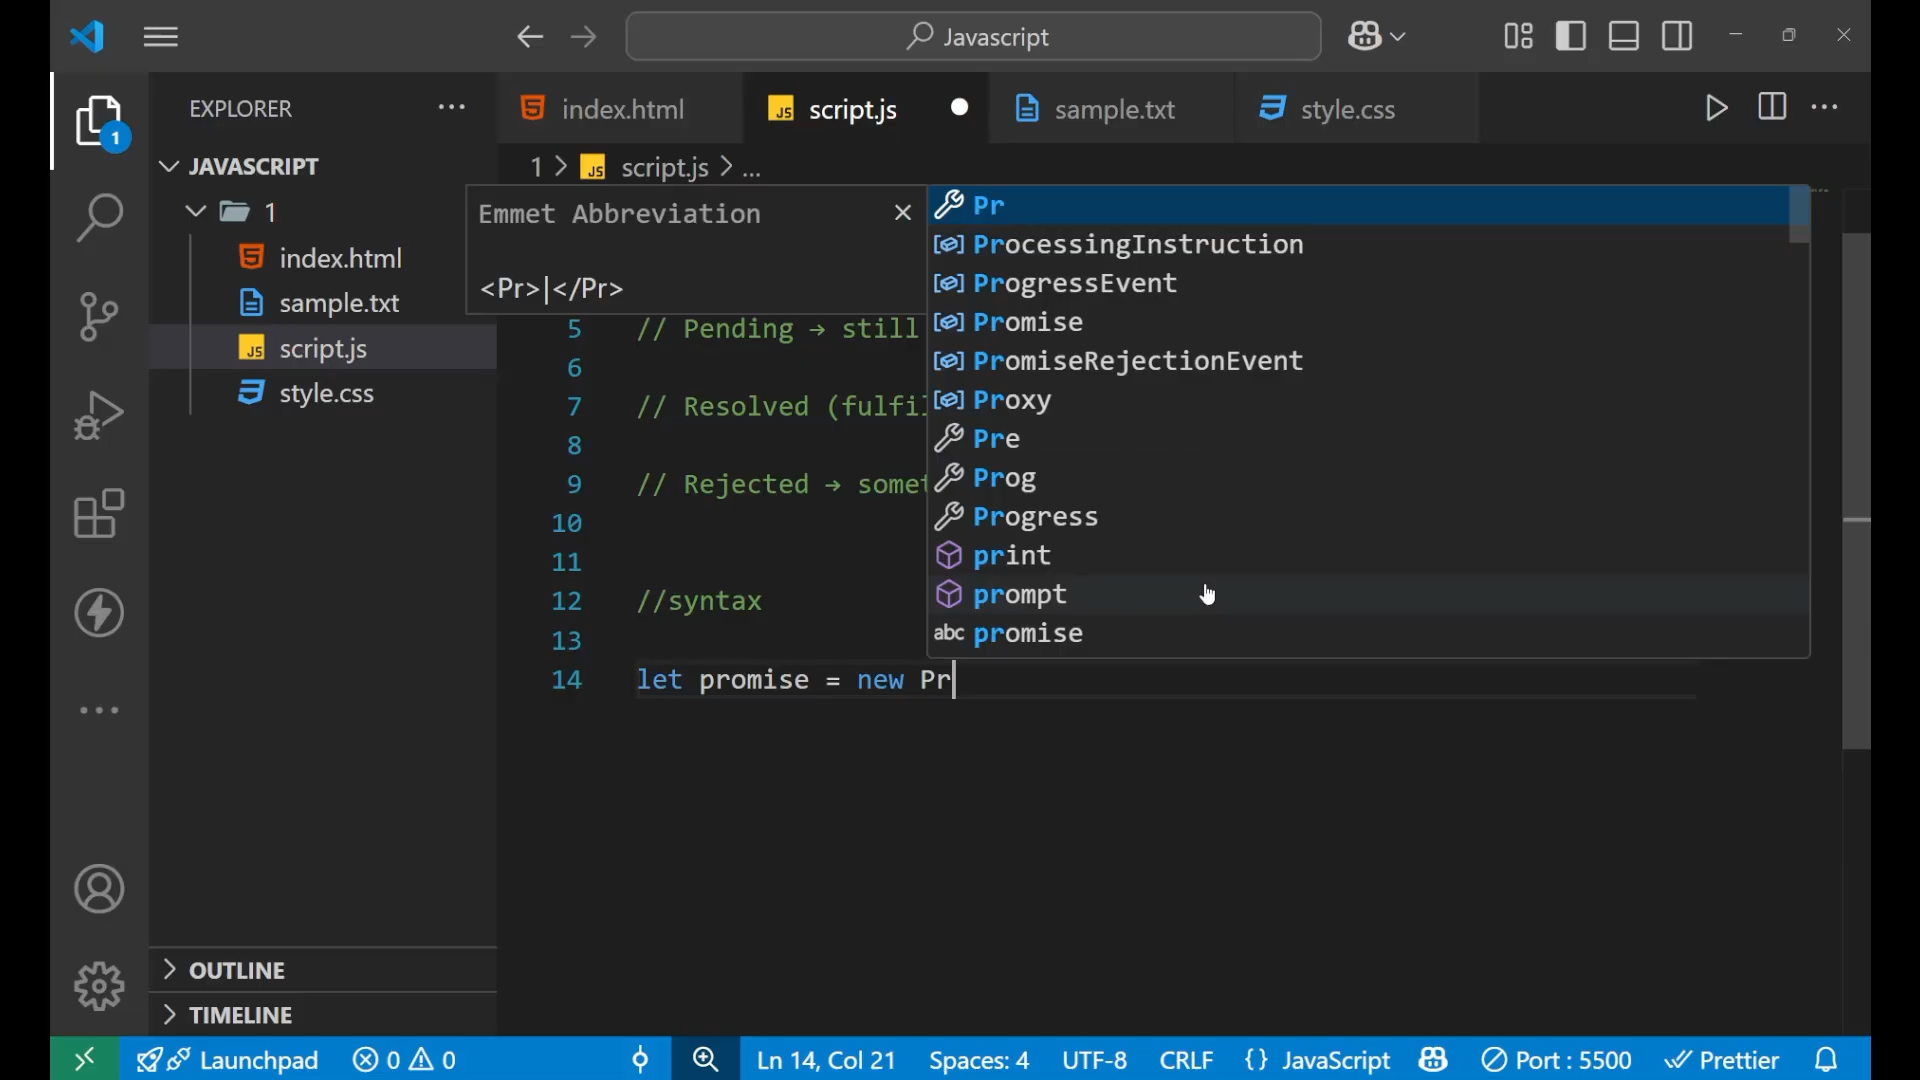 Javascript
EXPLORER
index.html
script.js
sample.txt
style.css
1
JAVASCRIPT
1 > script.js > ...
1
index.html
sample.txt
script.js
style.css
Emmet Abbreviation
<Pr>|</Pr>
Pr
ProcessingInstruction
ProgressEvent
Promise
PromiseRejectionEvent
Proxy
Pre
Prog
Progress
print
prompt
abc promise
5 // Pending → still
6
7 // Resolved (fulfil
8
9 // Rejected → somet
10
11
12 //syntax
13
14 let promise = new Pr
OUTLINE
TIMELINE
Launchpad 0 0 Ln 14, Col 21 Spaces: 4 UTF-8 CRLF {} JavaScript Port : 5500 Prettier